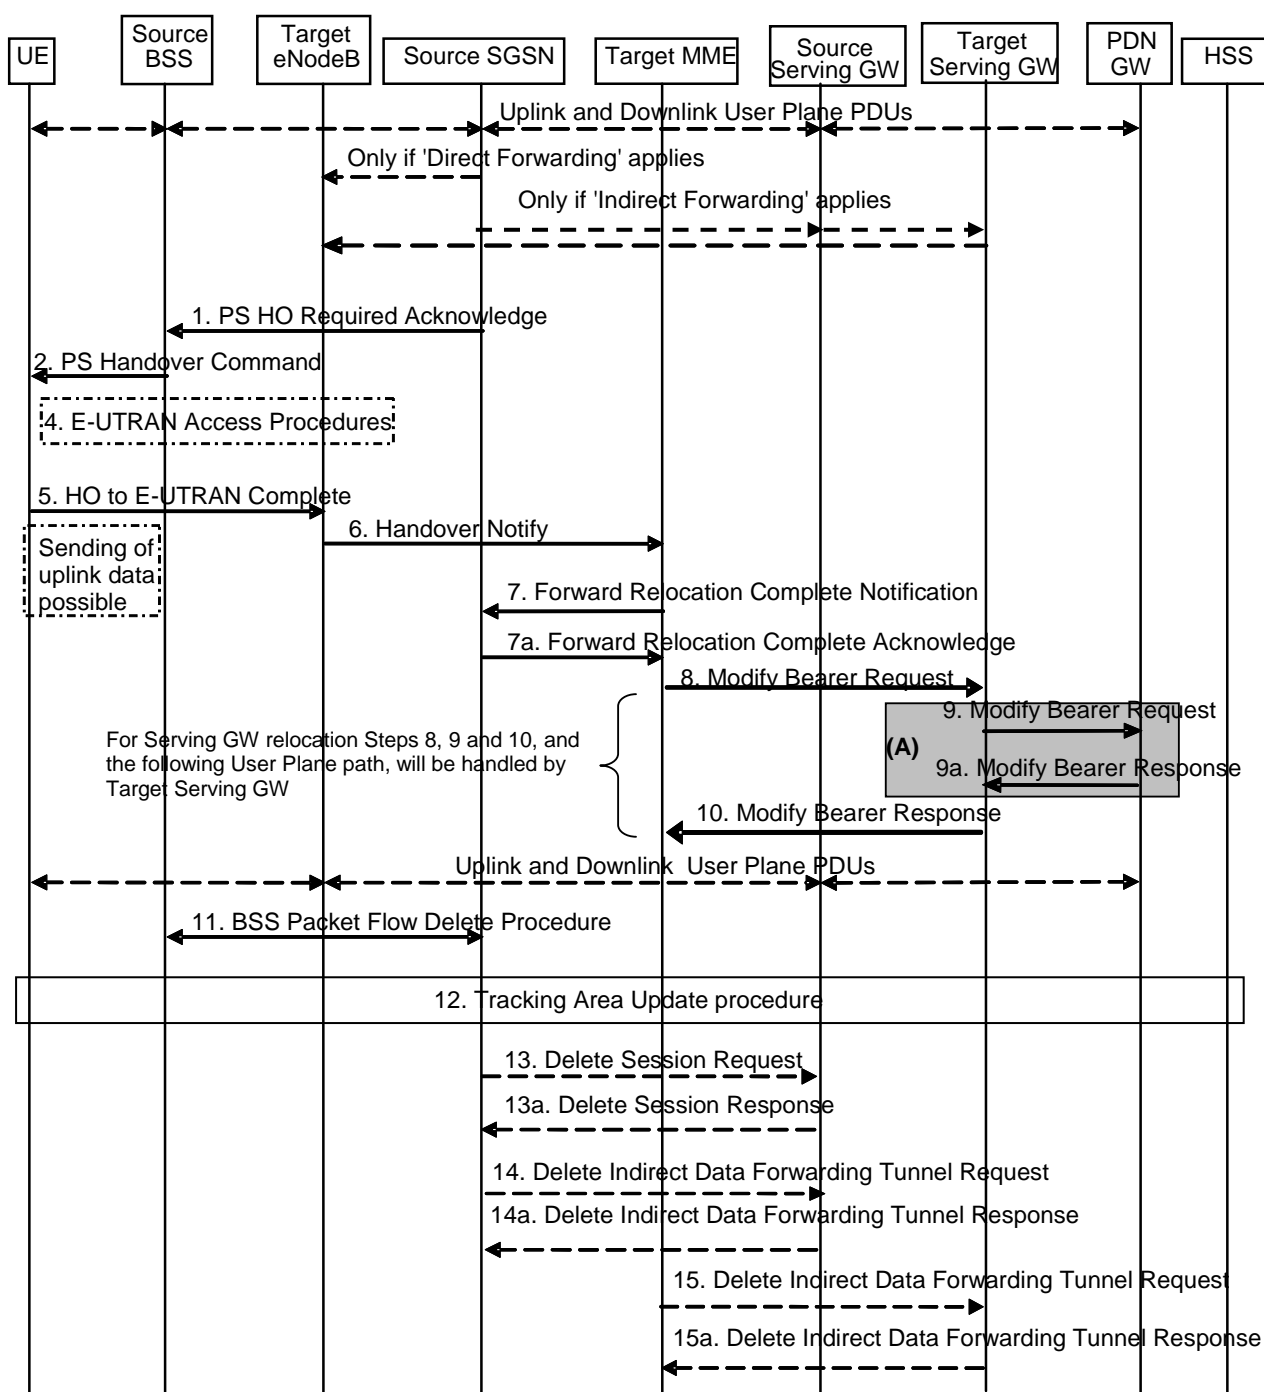 UE
Source
BSS
Target
eNodeB
Source SGSN
Target MME
Source
Serving GW
Target
Serving GW
PDN
GW
HSS
Uplink and Downlink User Plane PDUs
Only if 'Direct Forwarding' applies
Only if 'Indirect Forwarding' applies
1. PS HO Required Acknowledge
2. PS Handover Command
4. E-UTRAN Access Procedures
5. HO to E-UTRAN Complete
6. Handover Notify
Sending of
uplink data
possible
7. Forward Relocation Complete Notification
7a. Forward Relocation Complete Acknowledge
8. Modify Bearer Request
9. Modify Bearer Request
(A)
9a. Modify Bearer Response
For Serving GW relocation Steps 8, 9 and 10, and
the following User Plane path, will be handled by
Target Serving GW
10. Modify Bearer Response
Uplink and Downlink User Plane PDUs
11. BSS Packet Flow Delete Procedure
12. Tracking Area Update procedure
13. Delete Session Request
13a. Delete Session Response
14. Delete Indirect Data Forwarding Tunnel Request
14a. Delete Indirect Data Forwarding Tunnel Response
15. Delete Indirect Data Forwarding Tunnel Request
15a. Delete Indirect Data Forwarding Tunnel Response